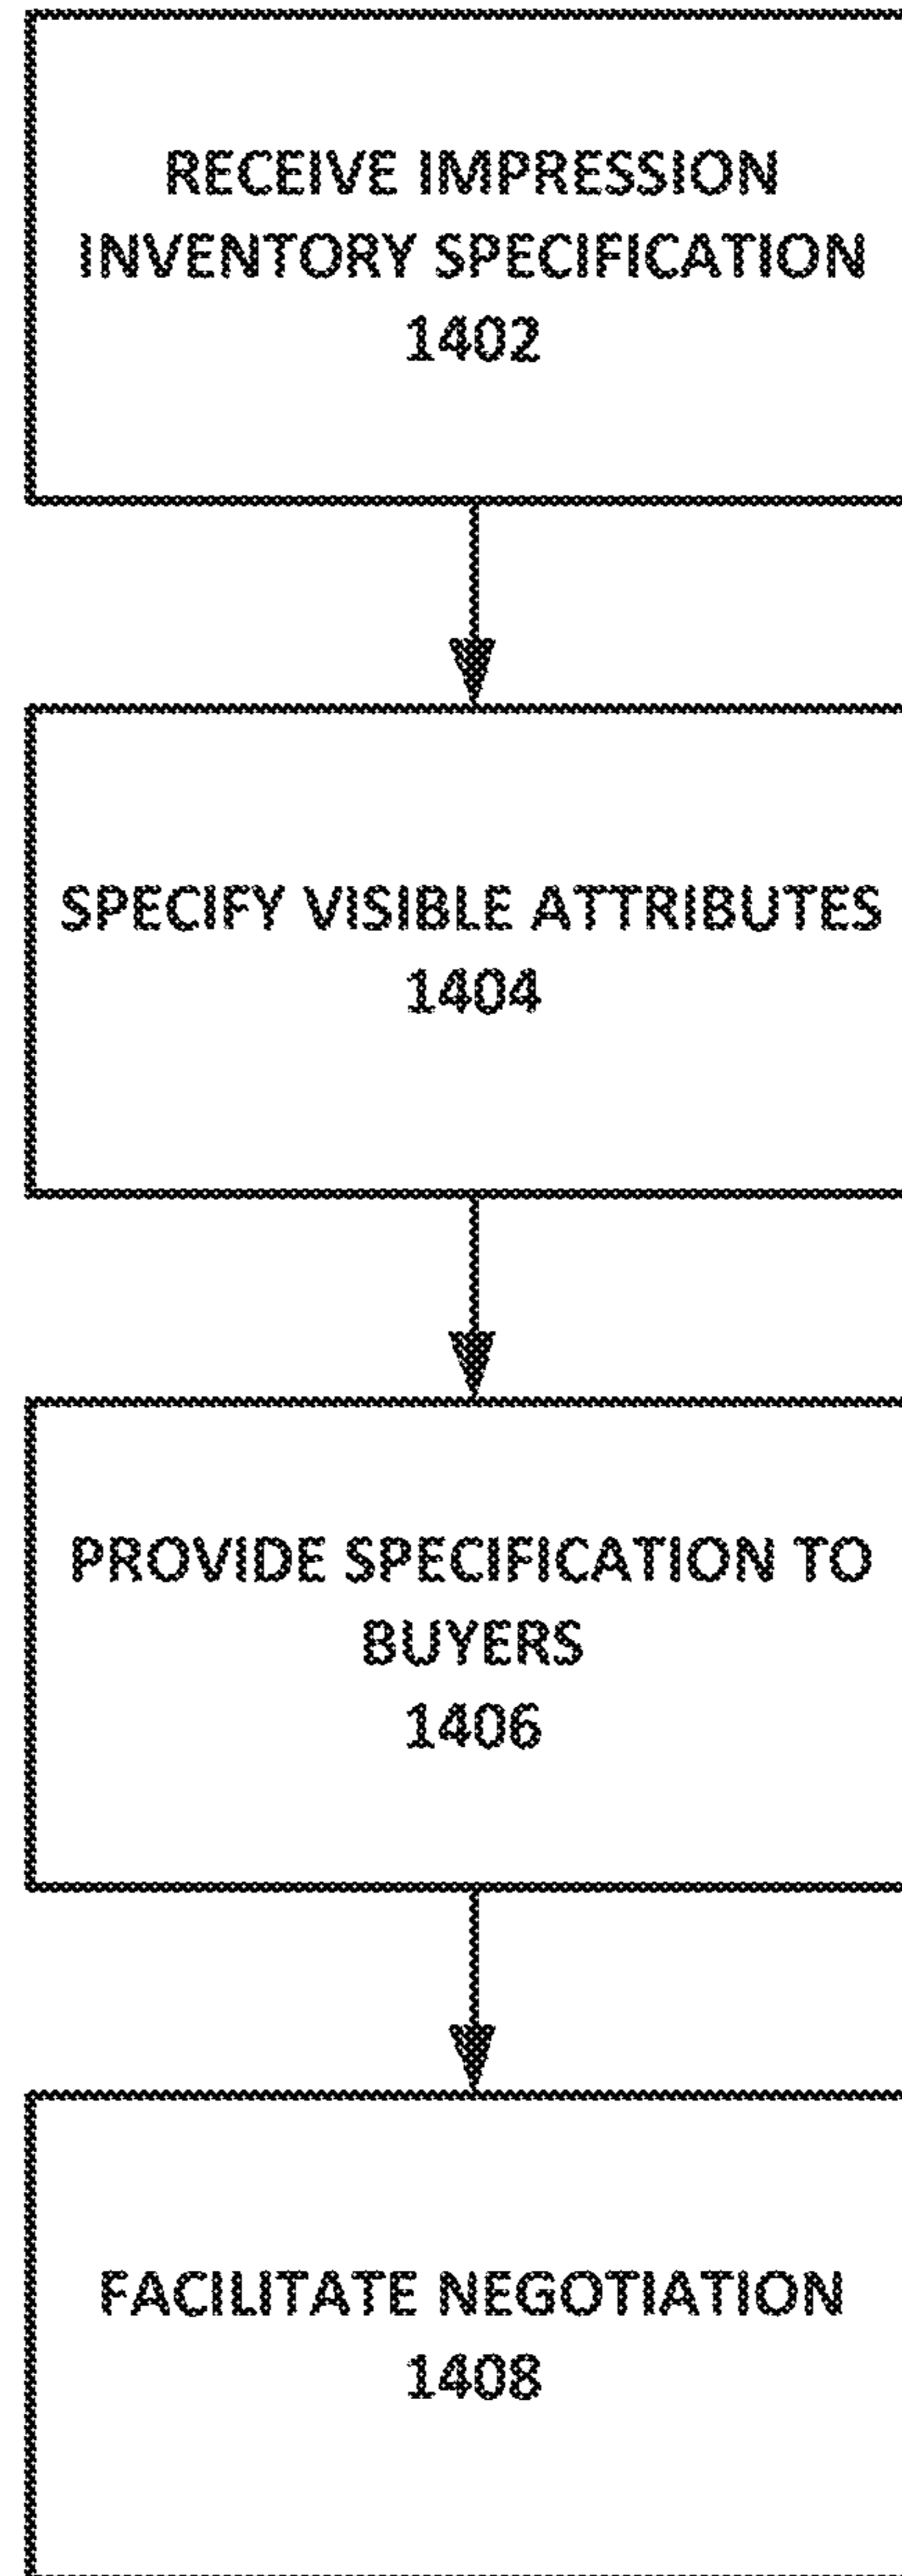 RECEIVE IMPRESSION
INVENTORY SPECIFICATION
1402
SPECIFY VISIBLE ATTRIBUTES
1404
PROVIDE SPECIFICATION TO
BUYERS
1406
FACILITATE NEGOTIATION
1408